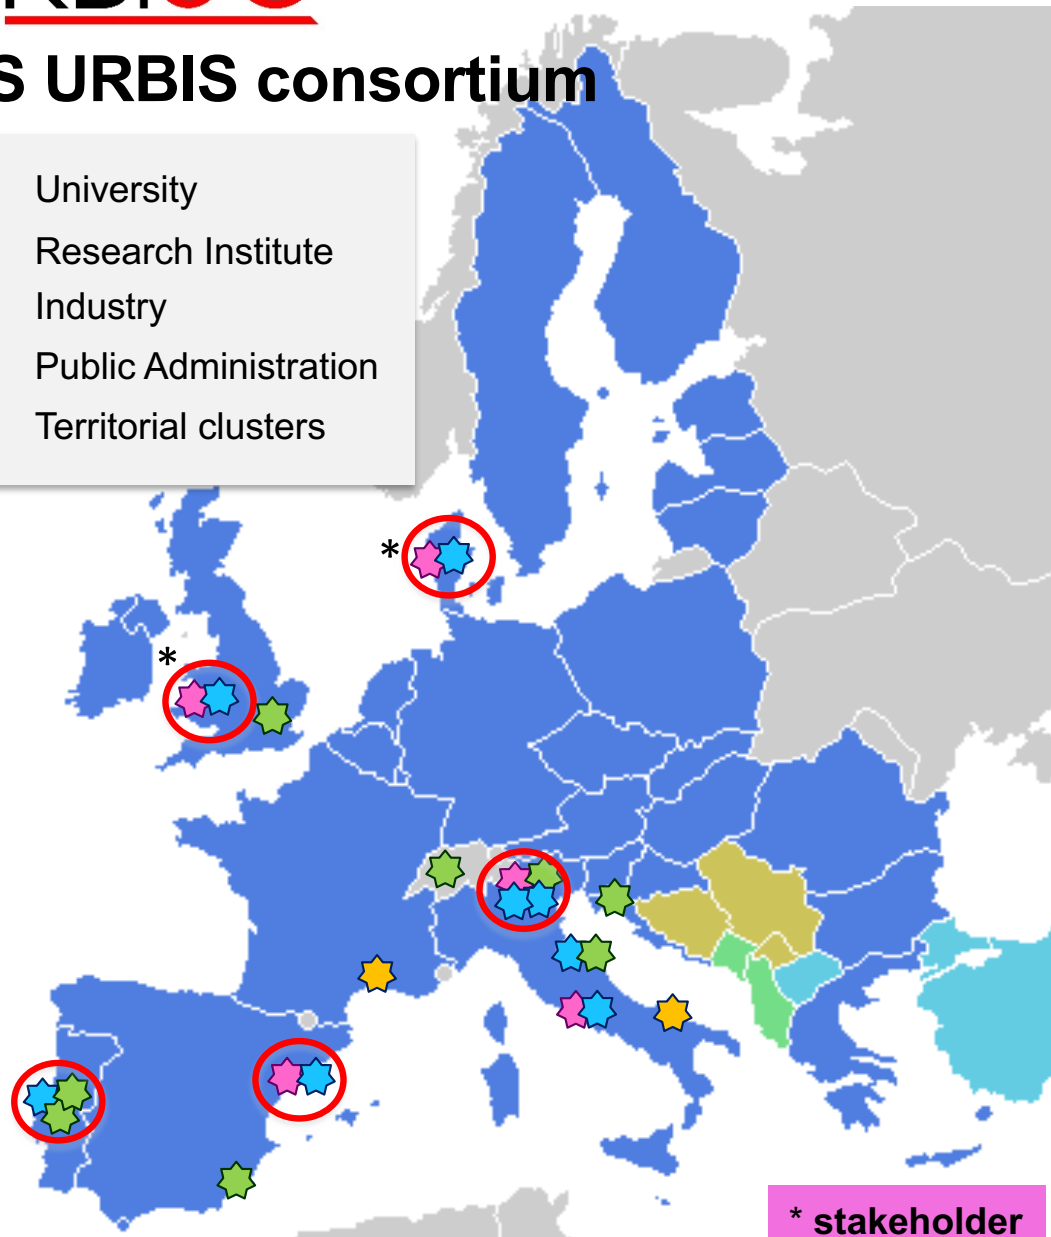 S URBIS consortium
University
Research Institute
Industry
Public Administration
Territorial clusters
*
*
* stakeholder